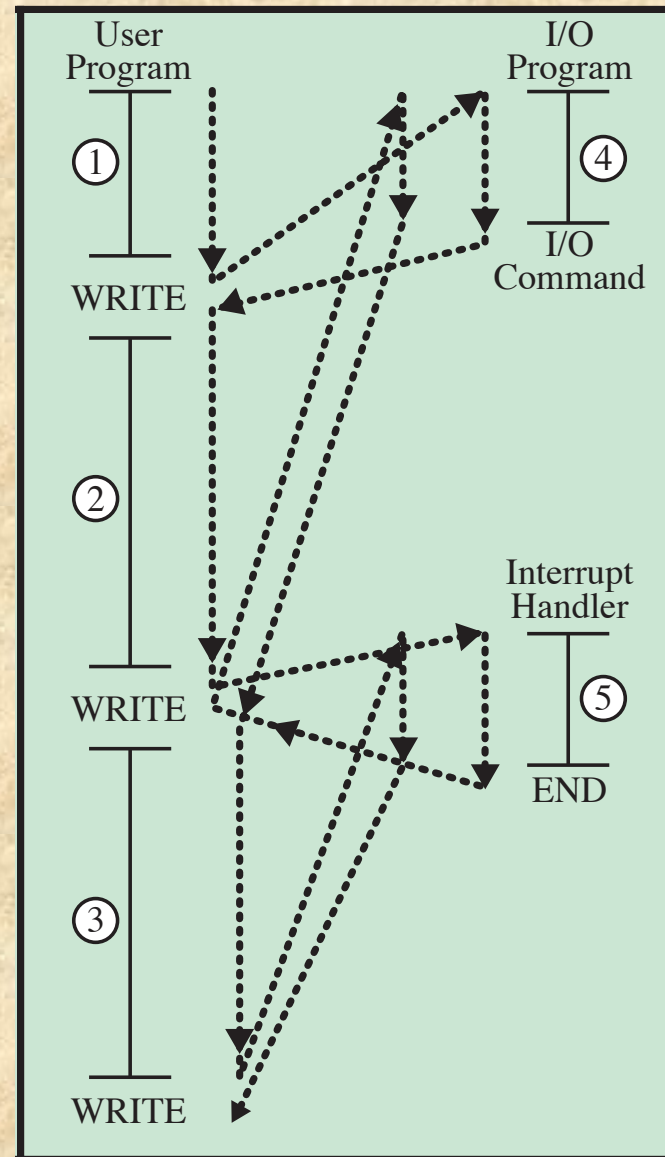 User
Program
I/O
Program
1
4
WRITE
I/O
Command
2
Interrupt
Handler
WRITE
5
END
3
WRITE